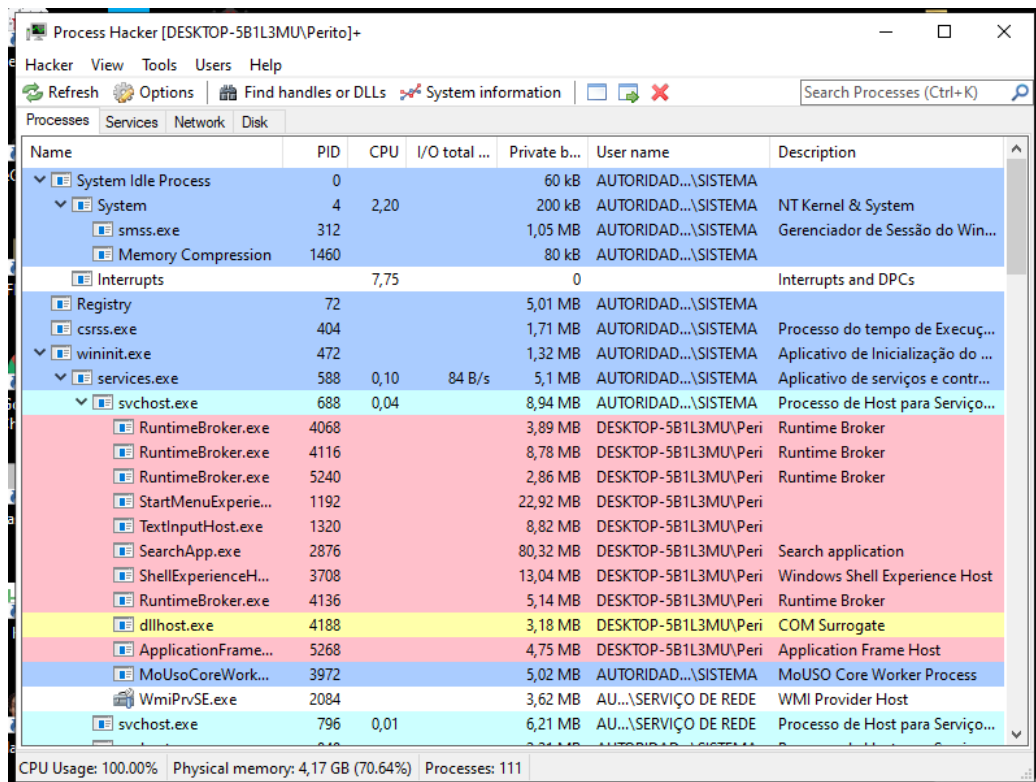 Process Hacker [DESKTOP-5B1L3MU\Perito]+
Hacker View Tools Users Help
Refresh Options Find handles or DLLs System information Search Processes (Ctrl+K)
Processes Services Network Disk
Name PID CPU I/O total ... Private b... User name Description
System Idle Process 0 60 kB AUTORIDAD...\SISTEMA
System 4 2,20 200 kB AUTORIDAD...\SISTEMA NT Kernel & System
smss.exe 312 1,05 MB AUTORIDAD...\SISTEMA Gerenciador de Sessão do Win...
Memory Compression 1460 80 kB AUTORIDAD...\SISTEMA
Interrupts 7,75 0 Interrupts and DPCs
Registry 72 5,01 MB AUTORIDAD...\SISTEMA
csrss.exe 404 1,71 MB AUTORIDAD...\SISTEMA Processo do tempo de Execuç...
wininit.exe 472 1,32 MB AUTORIDAD...\SISTEMA Aplicativo de Inicialização do ...
services.exe 588 0,10 84 B/s 5,1 MB AUTORIDAD...\SISTEMA Aplicativo de serviços e contr...
svchost.exe 688 0,04 8,94 MB AUTORIDAD...\SISTEMA Processo de Host para Serviço...
RuntimeBroker.exe 4068 3,89 MB DESKTOP-5B1L3MU\Peri Runtime Broker
RuntimeBroker.exe 4116 8,78 MB DESKTOP-5B1L3MU\Peri Runtime Broker
RuntimeBroker.exe 5240 2,86 MB DESKTOP-5B1L3MU\Peri Runtime Broker
StartMenuExperie... 1192 22,92 MB DESKTOP-5B1L3MU\Peri
TextInputHost.exe 1320 8,82 MB DESKTOP-5B1L3MU\Peri
SearchApp.exe 2876 80,32 MB DESKTOP-5B1L3MU\Peri Search application
ShellExperienceH... 3708 13,04 MB DESKTOP-5B1L3MU\Peri Windows Shell Experience Host
RuntimeBroker.exe 4136 5,14 MB DESKTOP-5B1L3MU\Peri Runtime Broker
dllhost.exe 4188 3,18 MB DESKTOP-5B1L3MU\Peri COM Surrogate
ApplicationFrame... 5268 4,75 MB DESKTOP-5B1L3MU\Peri Application Frame Host
MoUsoCoreWork... 3972 5,02 MB AUTORIDAD...\SISTEMA MoUSO Core Worker Process
WmiPrvSE.exe 2084 3,62 MB AU...\SERVIÇO DE REDE WMI Provider Host
svchost.exe 796 0,01 6,21 MB AU...\SERVIÇO DE REDE Processo de Host para Serviço...
CPU Usage: 100.00% Physical memory: 4,17 GB (70.64%) Processes: 111